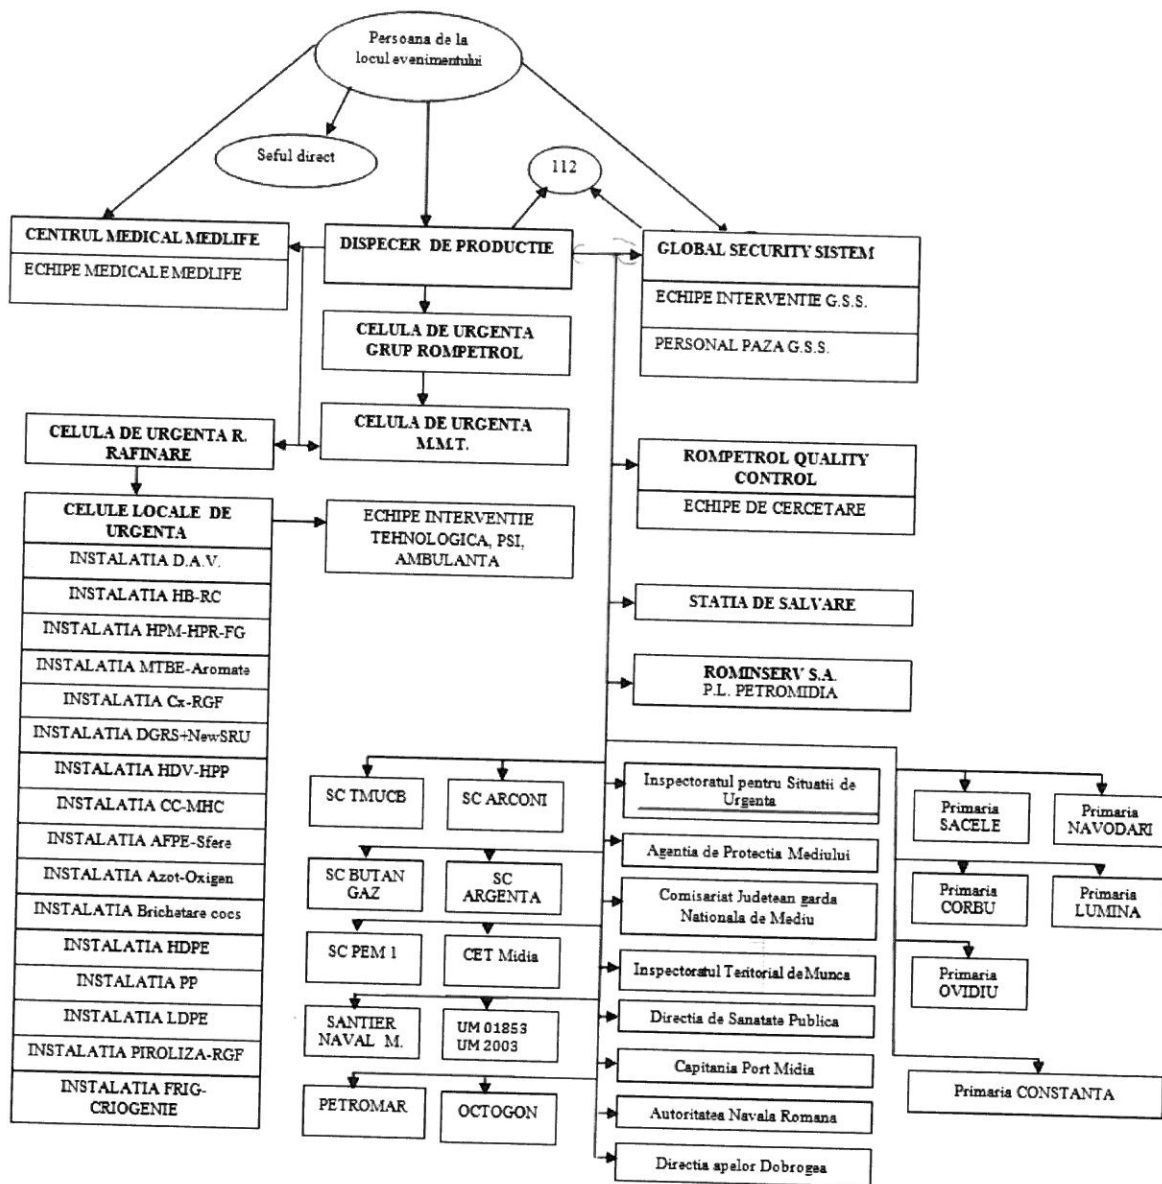 Persoana de la
locul evenimentului
Seful direct
112
CENTRUL MEDICAL MEDLIFE
ECHIPE MEDICALE MEDLIFE
DISPECER DE PRODUCTIE
GLOBAL SECURITY SISTEM
ECHIPE INTERVENTIE G.S.S.
PERSONAL PAZA G.S.S.
CELULA DE URGENTA
GRUP ROMPETROL
CELULA DE URGENTA
M.M.T.
CELULA DE URGENTA R.
RAFINARE
ROMPETROL QUALITY
CONTROL
ECHIPE DE CERCETARE
CELULE LOCALE DE
URGENTA
INSTALATIA D.A.V.
INSTALATIA HB-RC
INSTALATIA HPM-HPR-FG
INSTALATIA MTBE-Aromate
INSTALATIA Cx-RGF
INSTALATIA DGRS+NewSRU
INSTALATIA HDV-HPP
INSTALATIA CC-MHC
INSTALATIA AFPE-Sfere
INSTALATIA Azot-Oxigen
INSTALATIA Brichetare cocs
INSTALATIA HDPE
INSTALATIA PP
INSTALATIA LDPE
INSTALATIA PIROLIZA-RGF
INSTALATIA FRIG-
CRIOGENIE
ECHIPE INTERVENTIE
TEHNOLOGICA, PSI,
AMBULANTA
STATIA DE SALVARE
ROMINSERV S.A.
P.L. PETROMIDIA
SC TMUCB
SC ARCONI
SC BUTAN
GAZ
SC
ARGENTA
SC PEM 1
CET Midia
SANTIER
NAVAL M.
UM 01853
UM 2003
PETROMAR
OCTOGON
Inspectoratul pentru Situatii de
Urgenta
Agentia de Protectia Mediului
Comisariat Judetean garda
Nationala de Mediu
Inspectoratul Teritorial de Munca
Directia de Sanatate Publica
Capitania Port Midia
Autoritatea Navala Romana
Directia apelor Dobrogea
Primaria
SACELE
Primaria
NAVODARI
Primaria
CORBU
Primaria
LUMINA
Primaria
OVIDIU
Primaria CONSTANTA